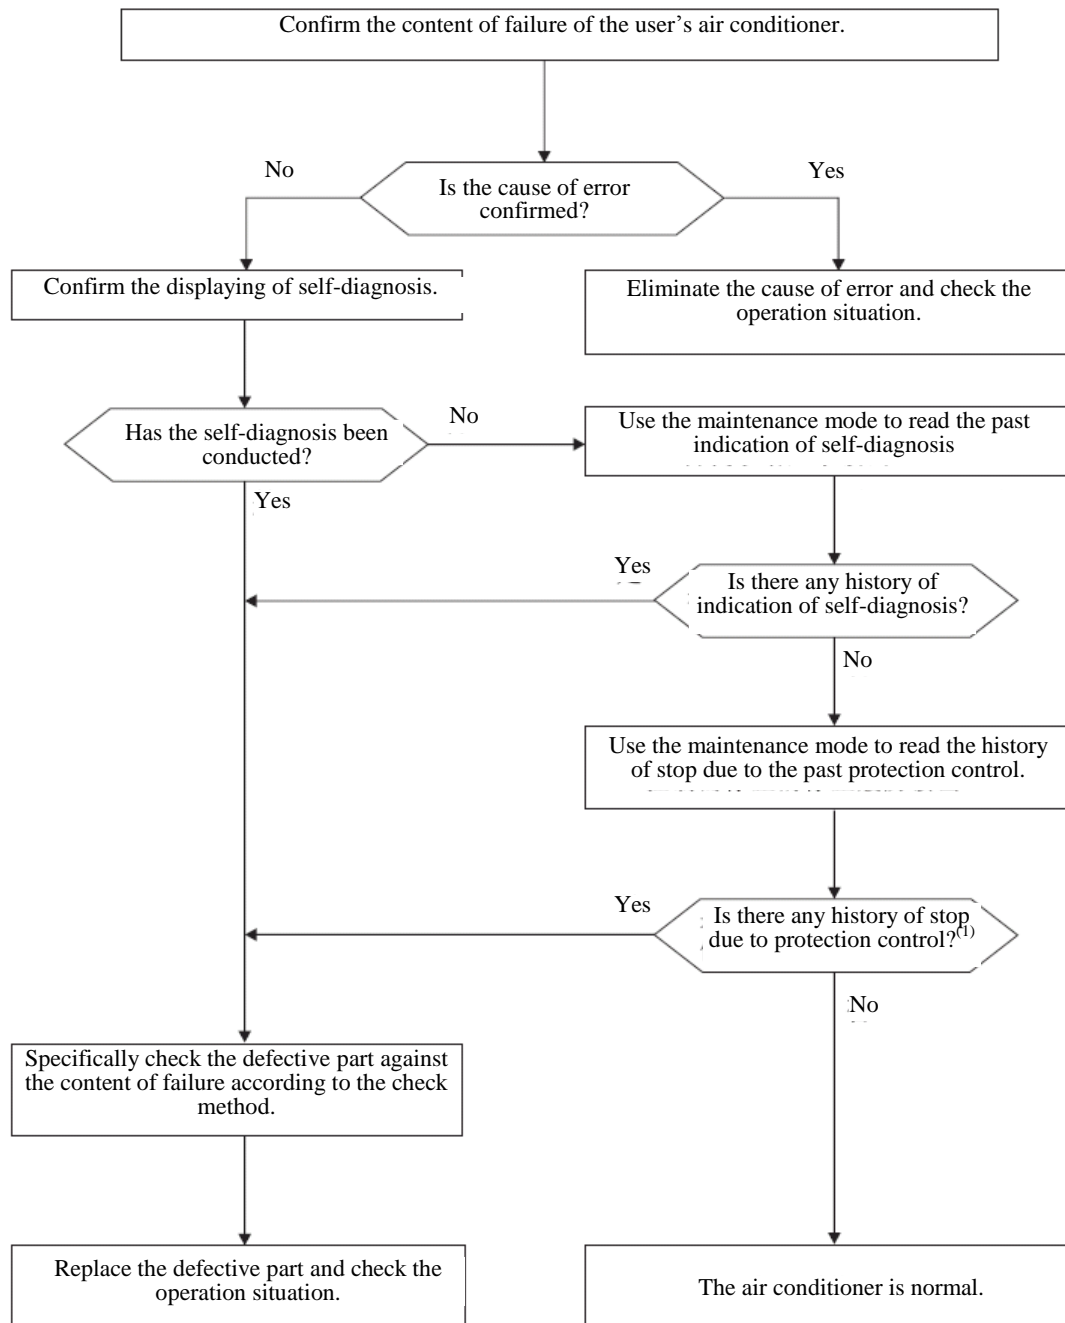 Confirm the content of failure of the user’s air conditioner.
No
Yes
Is the cause of error
confirmed?
Confirm the displaying of self-diagnosis.
Eliminate the cause of error and check the
operation situation.
Has the self-diagnosis been
conducted?
No
Use the maintenance mode to read the past
indication of self-diagnosis
Yes
Yes
Is there any history of
indication of self-diagnosis?
No
Use the maintenance mode to read the history
of stop due to the past protection control.
Yes
Is there any history of stop
due to protection control?(1)
No
Specifically check the defective part against
the content of failure according to the check
method.
Replace the defective part and check the
operation situation.
The air conditioner is normal.